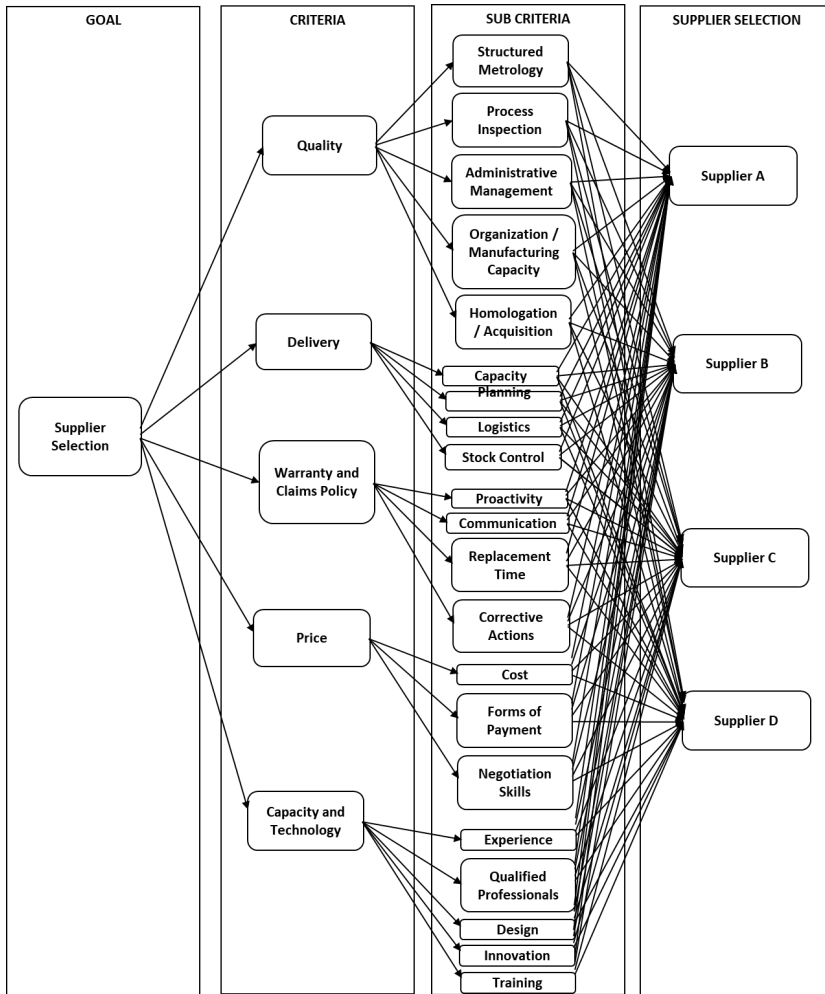 GOAL
CRITERIA
SUB CRITERIA
SUPPLIER SELECTION
Supplier
Selection
Quality
Delivery
Warranty and
Claims Policy
Price
Capacity and
Technology
Structured
Metrology
Process
Inspection
Administrative
Management
Organization /
Manufacturing
Capacity
Homologation
/ Acquisition
Capacity
Planning
Logistics
Stock Control
Proactivity
Communication
Replacement
Time
Corrective
Actions
Cost
Forms of
Payment
Negotiation
Skills
Experience
Qualified
Professionals
Design
Innovation
Training
Supplier A
Supplier B
Supplier C
Supplier D